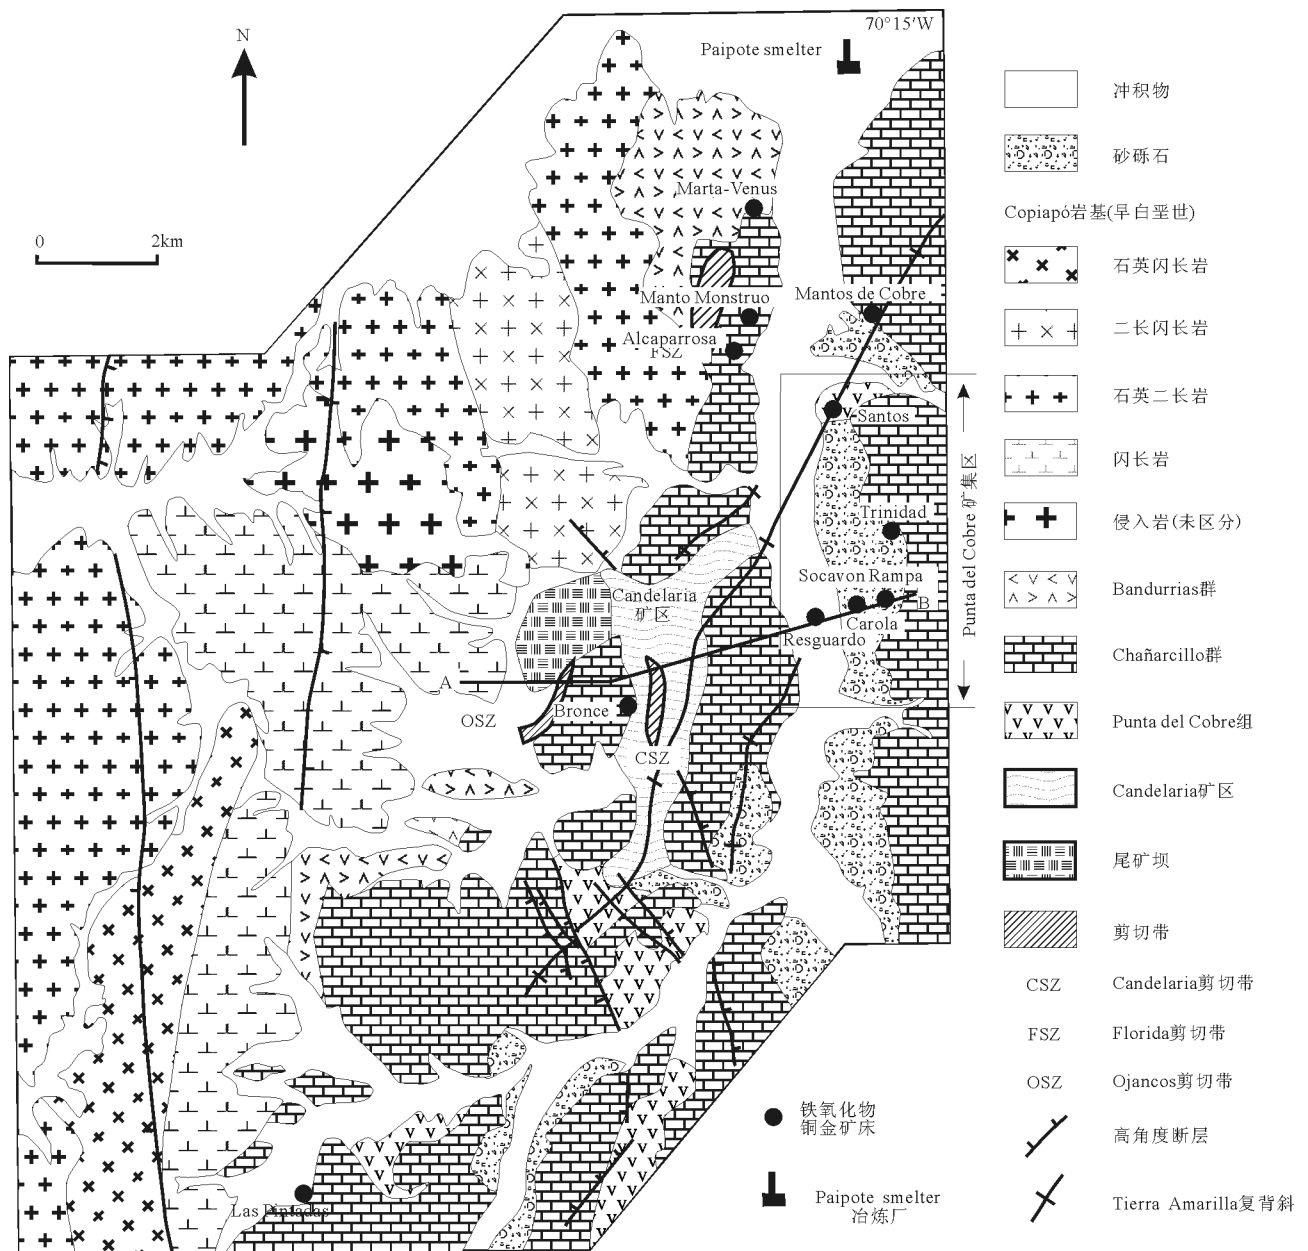 70°15′W
N
Paipote smelter
Marta-Venus
0 2km
Manto Monstruo
Mantos de Cobre
Alcaparrosa
FSZ
Santos
Punta del Cobre 矿集区
Trinidad
Socavon Rampa
Candelaria
矿区
B
Carola
Resguardo
A
OSZ
Bronce
CSZ
Las Pintadas
冲积物
砂砾石
Copiapó岩基(早白垩世)
石英闪长岩
二长闪长岩
石英二长岩
闪长岩
侵入岩(未区分)
Bandurrias群
Chañarcillo群
Punta del Cobre组
Candelaria矿区
尾矿坝
剪切带
CSZ Candelaria剪切带
FSZ Florida剪切带
OSZ Ojancos剪切带
铁氧化物
铜金矿床
高角度断层
Paipote smelter
冶炼厂
Tierra Amarilla复背斜